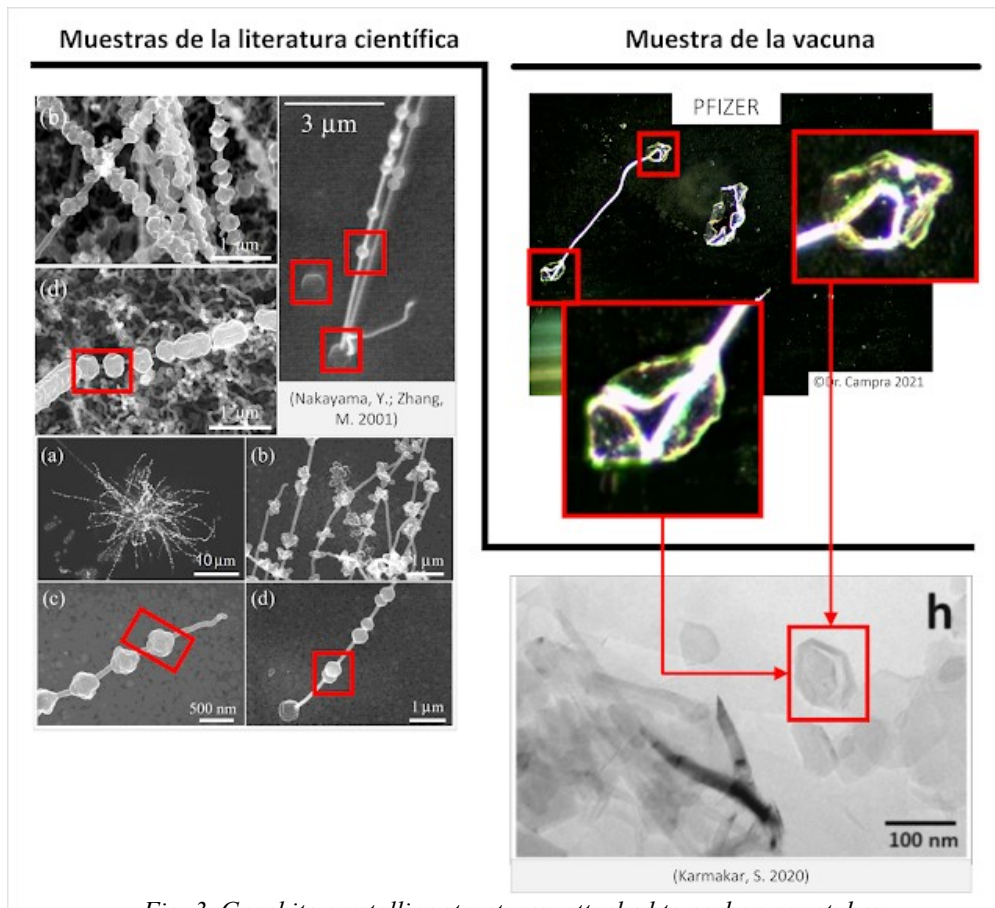 Muestras de la literatura científica
Muestra de la vacuna
(b)
1 µm
3 µm
(d)
1 µm
(Nakayama, Y.; Zhang,
M. 2001)
(a)
10 µm
(b)
1 µm
(c)
500 nm
(d)
1 µm
PFIZER
©Dr. Campra 2021
h
100 nm
(Karmakar, S. 2020)